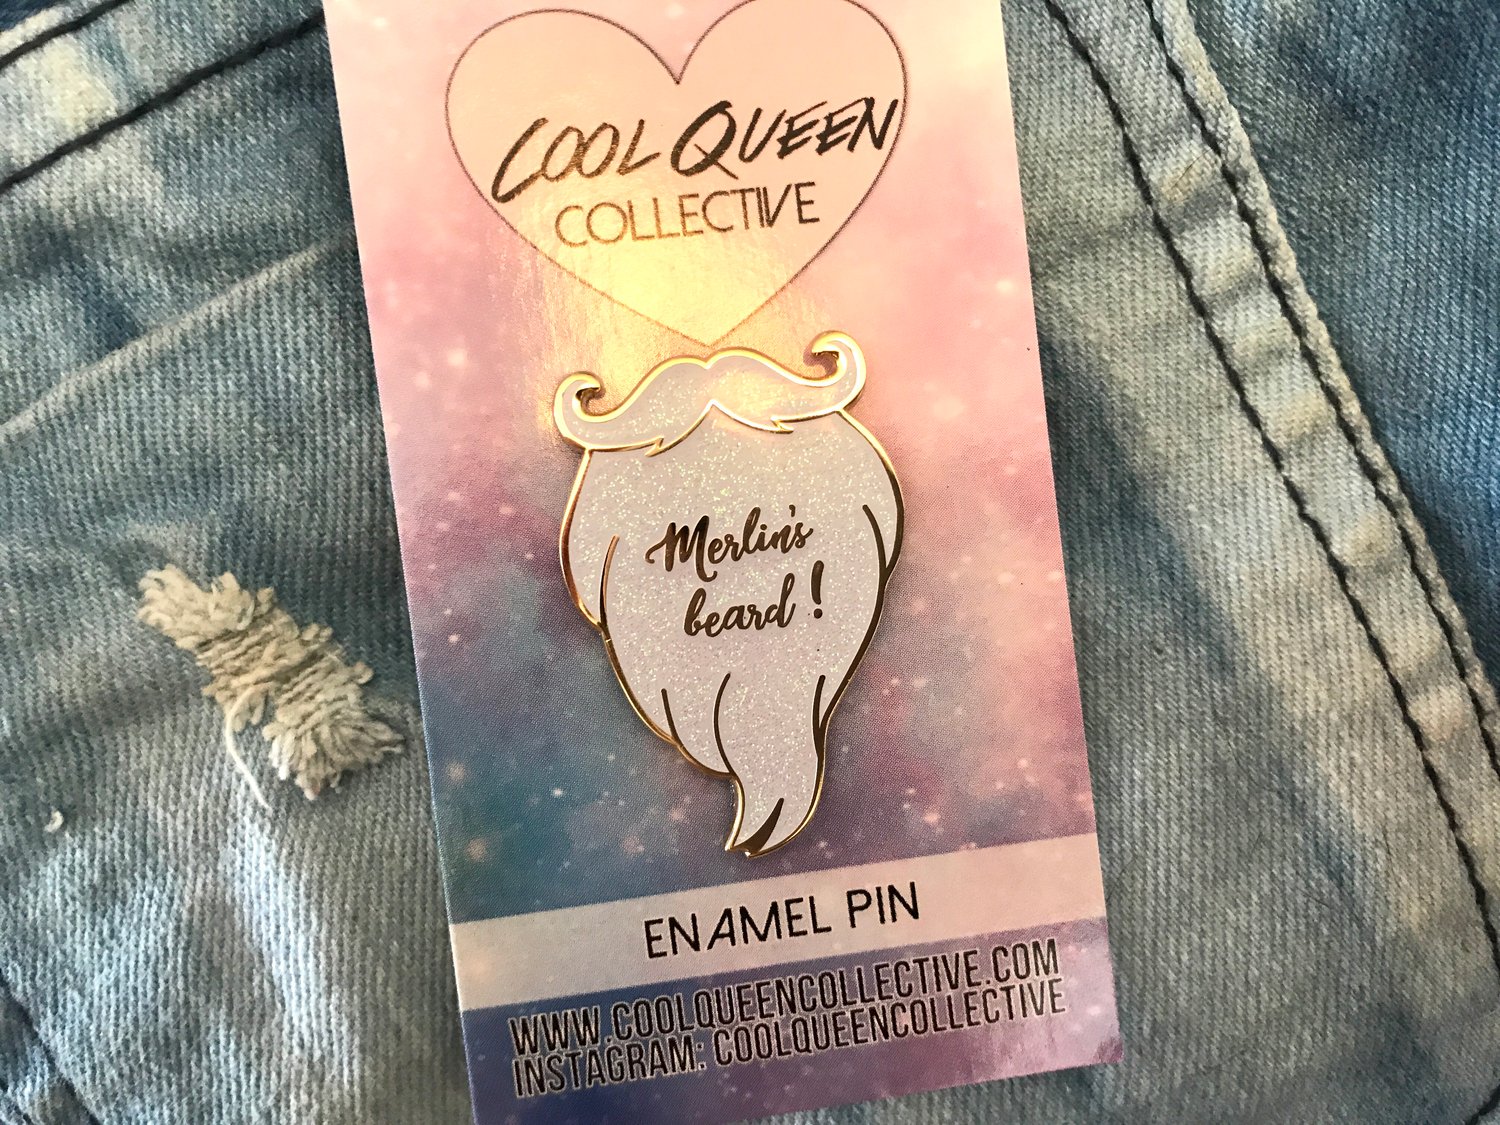 COOL QUEEN
COLLECTIVE
Merlin's
beard!
ENAMEL PIN
WWW.COOLQUEENCOLLECTIVE.COM
INSTAGRAM: COOLQUEENCOLLECTIVE